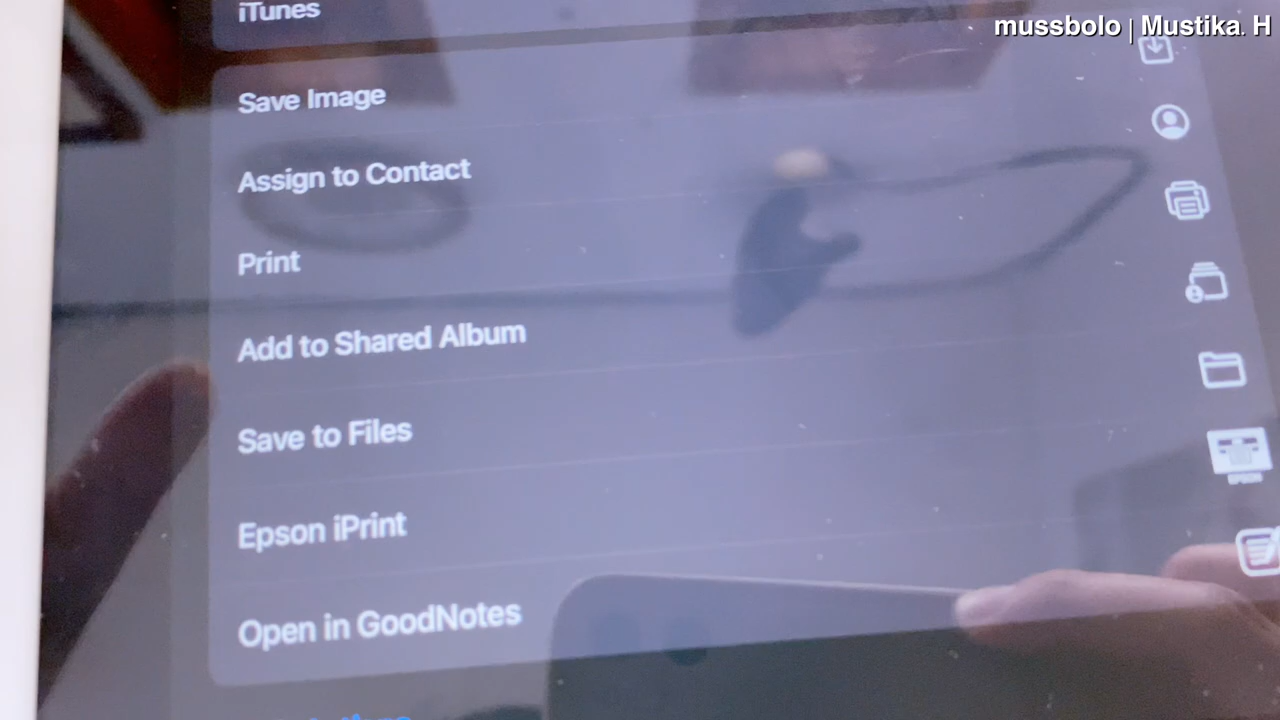 mussbolo | Mustika. H
iTunes
Save Image
Assign to Contact
Print
Add to Shared Album
Save to Files
Epson iPrint
EPSON
Open in GoodNotes